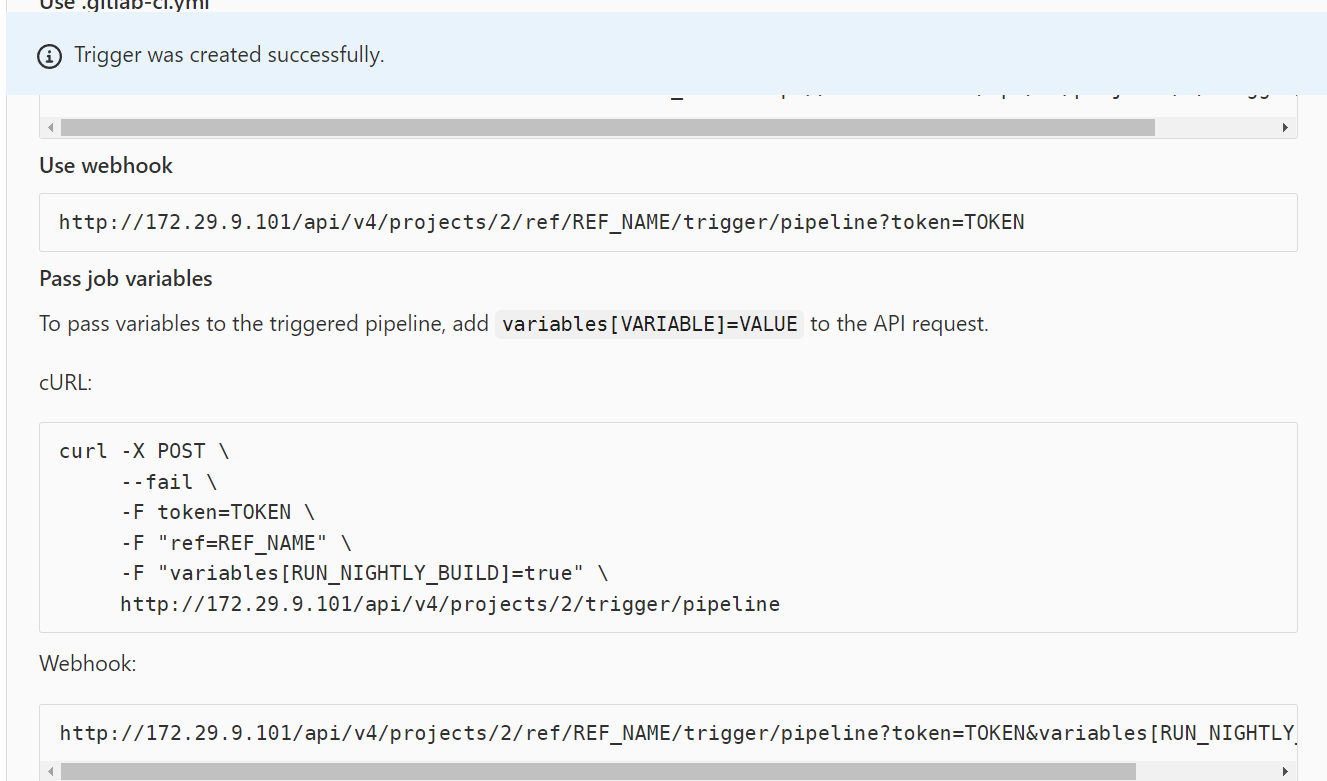 Use .gitlab-ci.yml
Trigger was created successfully.
Use webhook
http://172.29.9.101/api/v4/projects/2/ref/REF_NAME/trigger/pipeline?token=TOKEN
Pass job variables
To pass variables to the triggered pipeline, add variables[VARIABLE]=VALUE to the API request.
cURL:
curl -X POST \
--fail \
-F token=TOKEN \
-F "ref=REF_NAME" \
-F "variables[RUN_NIGHTLY_BUILD]=true" \
http://172.29.9.101/api/v4/projects/2/trigger/pipeline
Webhook:
http://172.29.9.101/api/v4/projects/2/ref/REF_NAME/trigger/pipeline?token=TOKEN&variables[RUN_NIGHTLY_